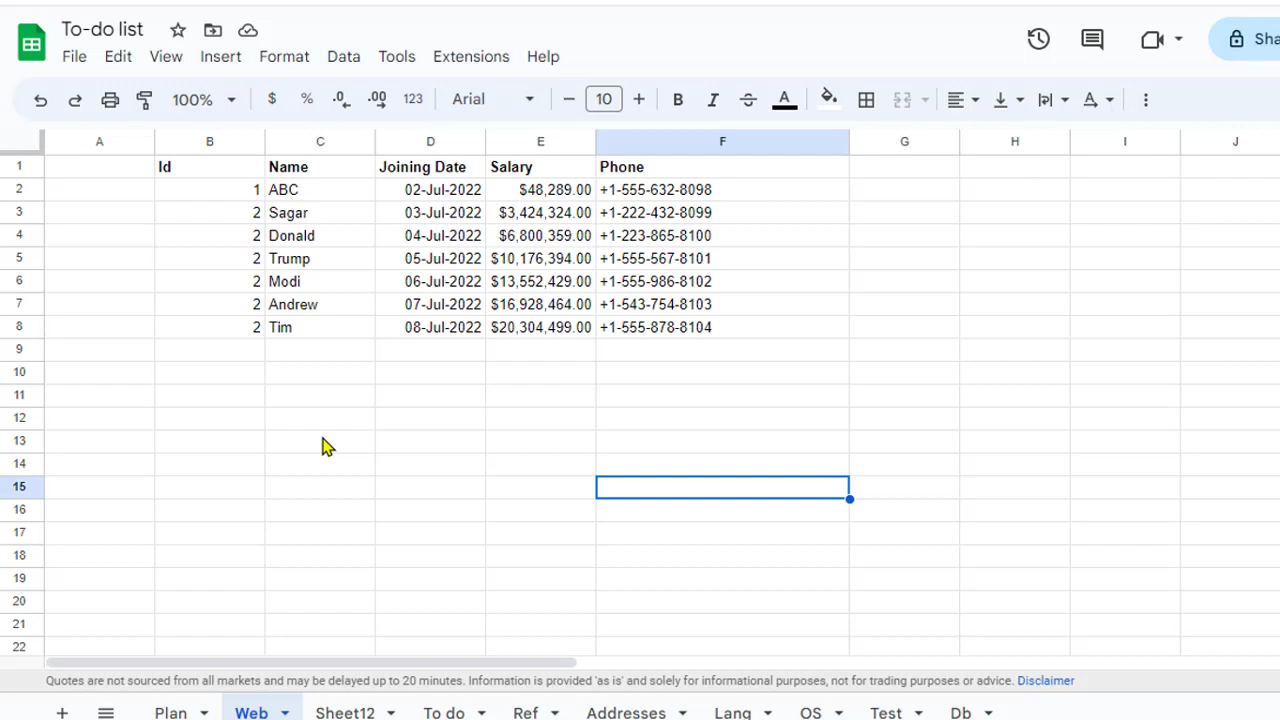 To-do list
File Edit View Insert Format Data Tools Extensions Help
Sha
100% $ % .0 .00 123 Arial 10 B I S A A
A B C D E F G H I J
1 Id Name Joining Date Salary Phone
2 1 ABC 02-Jul-2022 $48,289.00 +1-555-632-8098
3 2 Sagar 03-Jul-2022 $3,424,324.00 +1-222-432-8099
4 2 Donald 04-Jul-2022 $6,800,359.00 +1-223-865-8100
5 2 Trump 05-Jul-2022 $10,176,394.00 +1-555-567-8101
6 2 Modi 06-Jul-2022 $13,552,429.00 +1-555-986-8102
7 2 Andrew 07-Jul-2022 $16,928,464.00 +1-543-754-8103
8 2 Tim 08-Jul-2022 $20,304,499.00 +1-555-878-8104
9
10
11
12
13
14
15
16
17
18
19
20
21
22
Quotes are not sourced from all markets and may be delayed up to 20 minutes. Information is provided 'as is' and solely for informational purposes, not for trading purposes or advice. Disclaimer
+ Plan Web Sheet12 To do Ref Addresses Lang OS Test Db